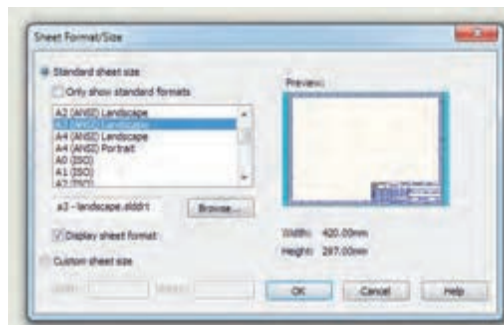 Sheet Format/Size
Standard sheet size
Only show standard formats
A2 (ANSI) Landscape
A3 (ANSI) Landscape
A4 (ANSI) Landscape
A4 (ANSI) Portrait
A0 (ISO)
A1 (ISO)
A2 (ISO)
a3 - landscape.slddrt
Browse...
Display sheet format
Custom sheet size
Preview:
Width: 420.00mm
Height: 297.00mm
OK
Cancel
Help